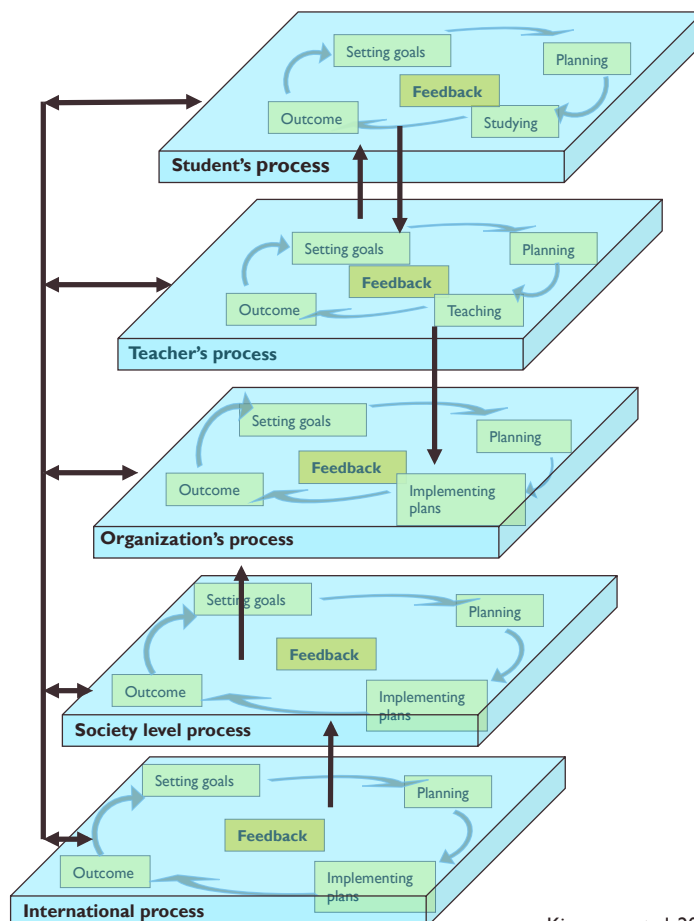 Setting goals
Planning
Feedback
Outcome
Studying
Student's process
Setting goals
Planning
Feedback
Outcome
Teaching
Teacher's process
Setting goals
Planning
Feedback
Outcome
Implementing
plans
Organization's process
Setting goals
Planning
Feedback
Outcome
Implementing
plans
Society level process
Setting goals
Planning
Feedback
Outcome
Implementing
plans
International process